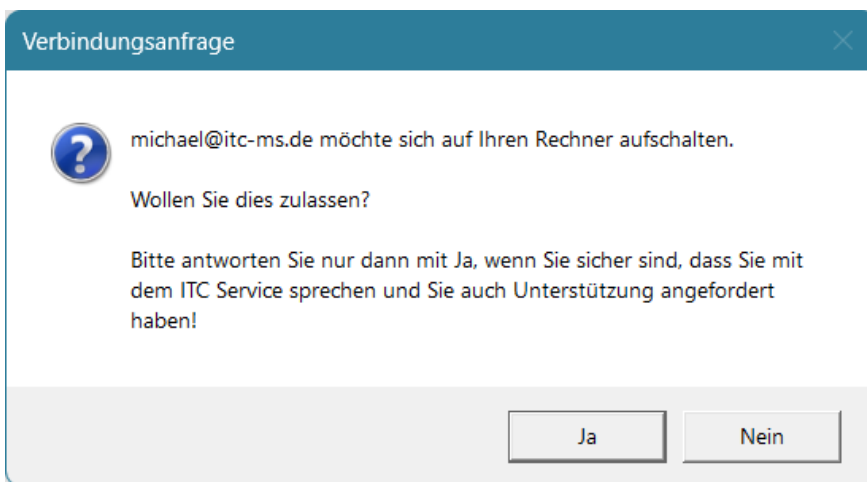 Verbindungsanfrage
michael@itc-ms.de möchte sich auf Ihren Rechner aufschalten.
Wollen Sie dies zulassen?
Bitte antworten Sie nur dann mit Ja, wenn Sie sicher sind, dass Sie mit
dem ITC Service sprechen und Sie auch Unterstützung angefordert
haben!
Ja
Nein